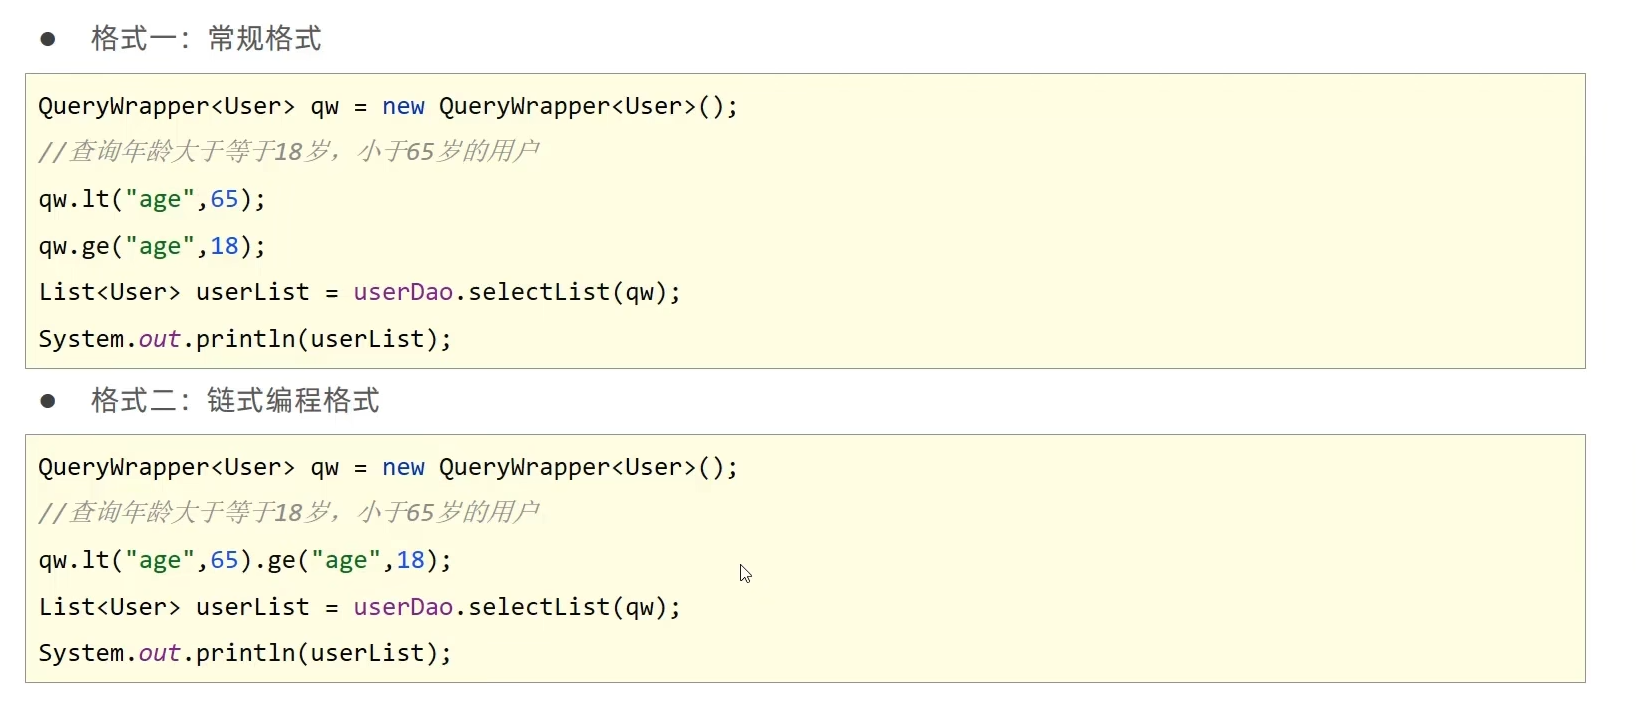 ● 格式一：常规格式
QueryWrapper<User> qw = new QueryWrapper<User>();
//查询年龄大于等于18岁，小于65岁的用户
qw.lt("age",65);
qw.ge("age",18);
List<User> userList = userDao.selectList(qw);
System.out.println(userList);
● 格式二：链式编程格式
QueryWrapper<User> qw = new QueryWrapper<User>();
//查询年龄大于等于18岁，小于65岁的用户
qw.lt("age",65).ge("age",18);
List<User> userList = userDao.selectList(qw);
System.out.println(userList);